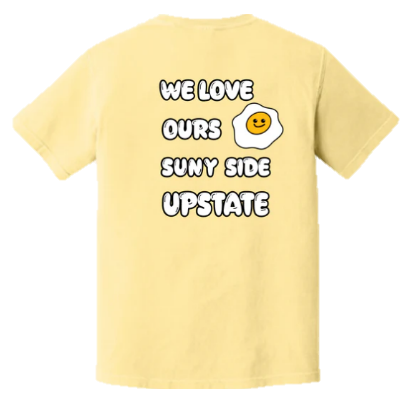 WE LOVE
OURS
SUNY SIDE
UPSTATE